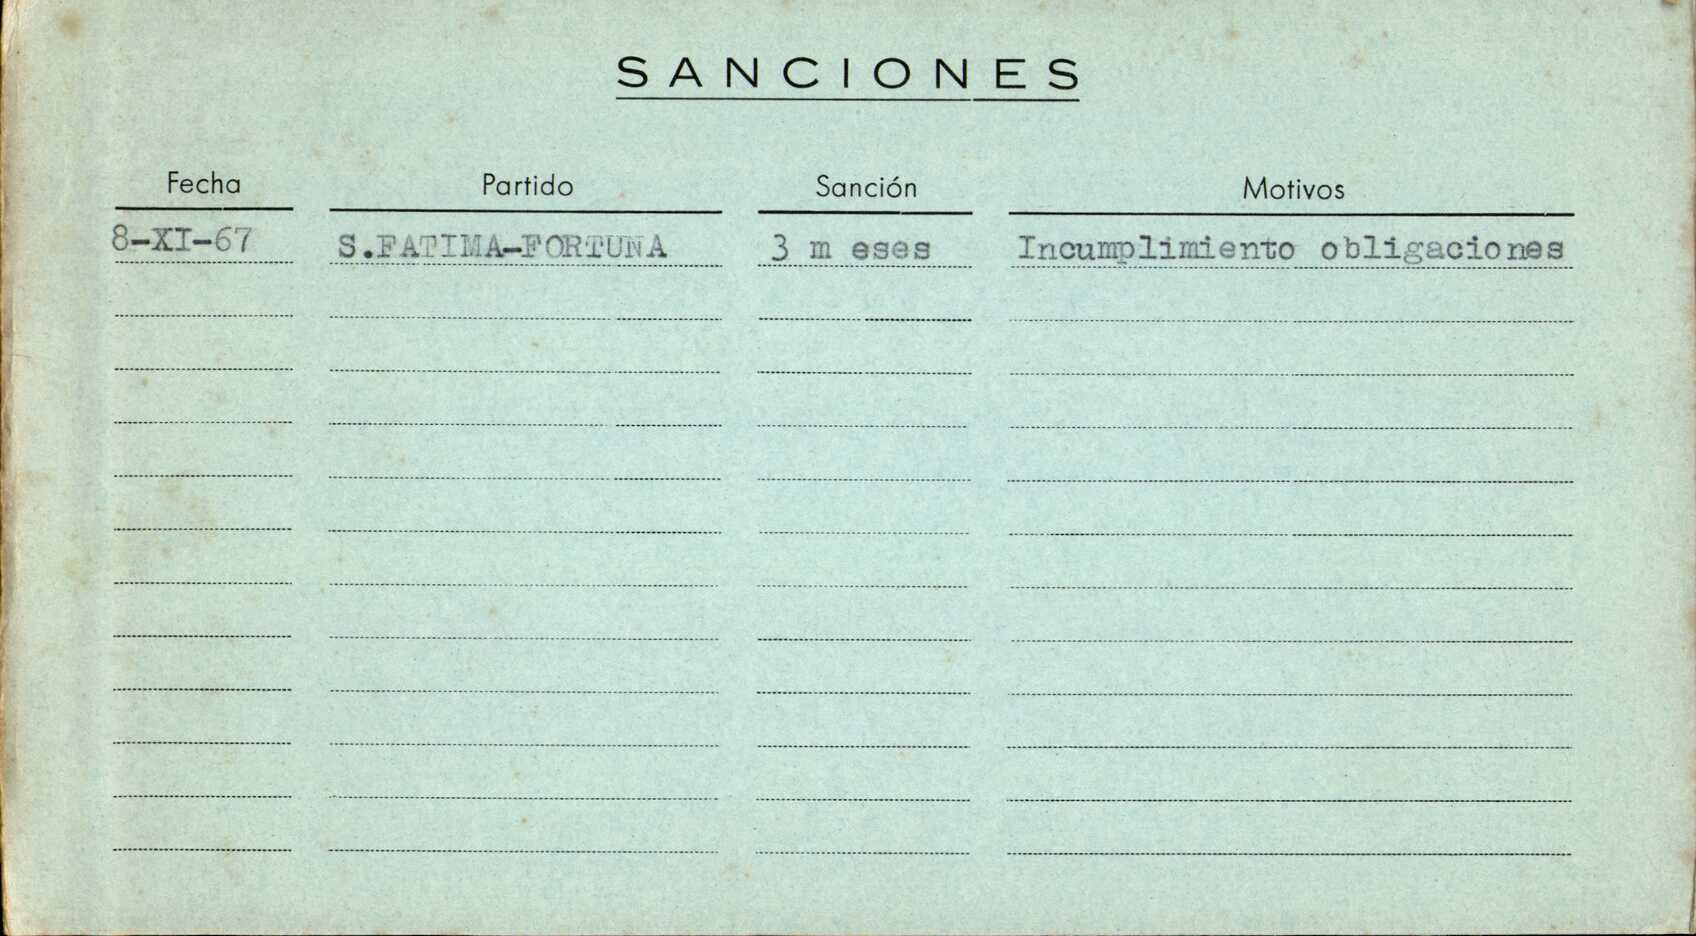 SANCIONES
Fecha Partido Sanción Motivos
8-XI-67 S.FATIMA-FORTUNA 3 m eses Incumplimiento obligaciones